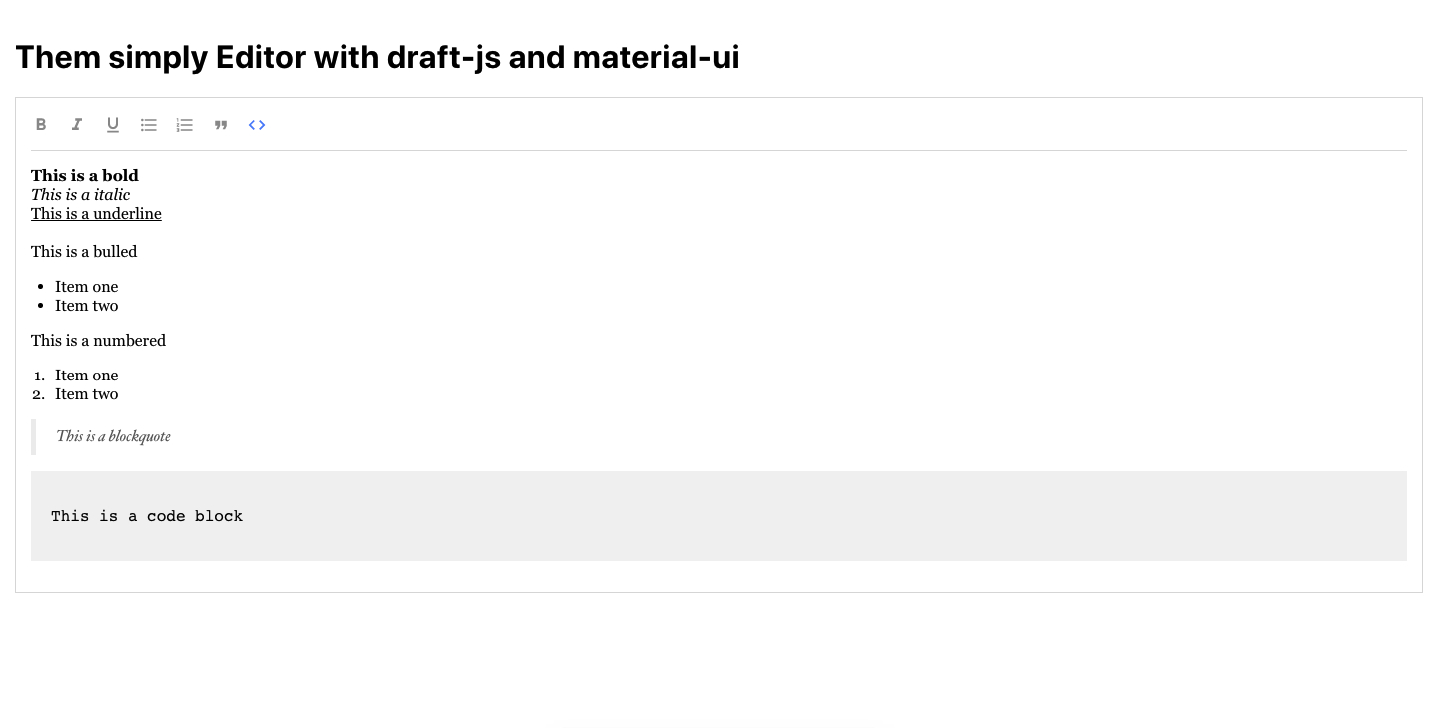 Them simply Editor with draft-js and material-ui
B I U
This is a bold
This is a italic
This is a underline
This is a bulled
Item one
Item two
This is a numbered
1. Item one
2. Item two
This is a blockquote
This is a code block